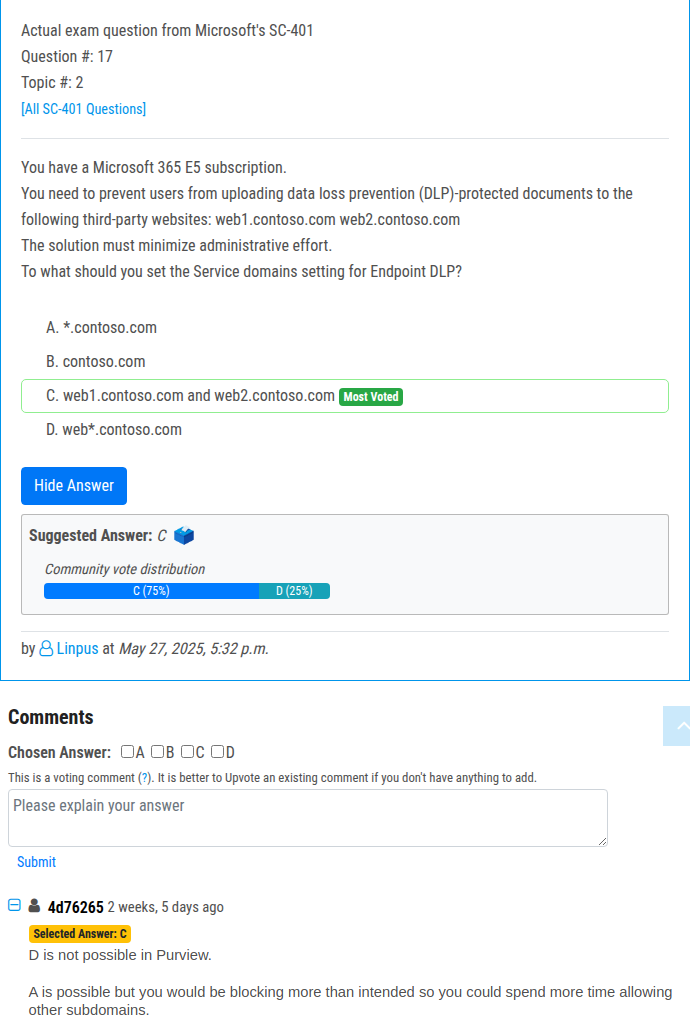 Actual exam question from Microsoft's SC-401
Question #: 17
Topic #: 2
[All SC-401 Questions]
You have a Microsoft 365 E5 subscription.
You need to prevent users from uploading data loss prevention (DLP)-protected documents to the
following third-party websites: web1.contoso.com web2.contoso.com
The solution must minimize administrative effort.
To what should you set the Service domains setting for Endpoint DLP?
A. *.contoso.com
B. contoso.com
C. web1.contoso.com and web2.contoso.com Most Voted
D. web*.contoso.com
Hide Answer
Suggested Answer: C
Community vote distribution
C (75%) D (25%)
by Linpus at May 27, 2025, 5:32 p.m.
Comments
Chosen Answer: A B C D
This is a voting comment (?). It is better to Upvote an existing comment if you don't have anything to add.
Please explain your answer
Submit
4d76265 2 weeks, 5 days ago
Selected Answer: C
D is not possible in Purview.
A is possible but you would be blocking more than intended so you could spend more time allowing
other subdomains.